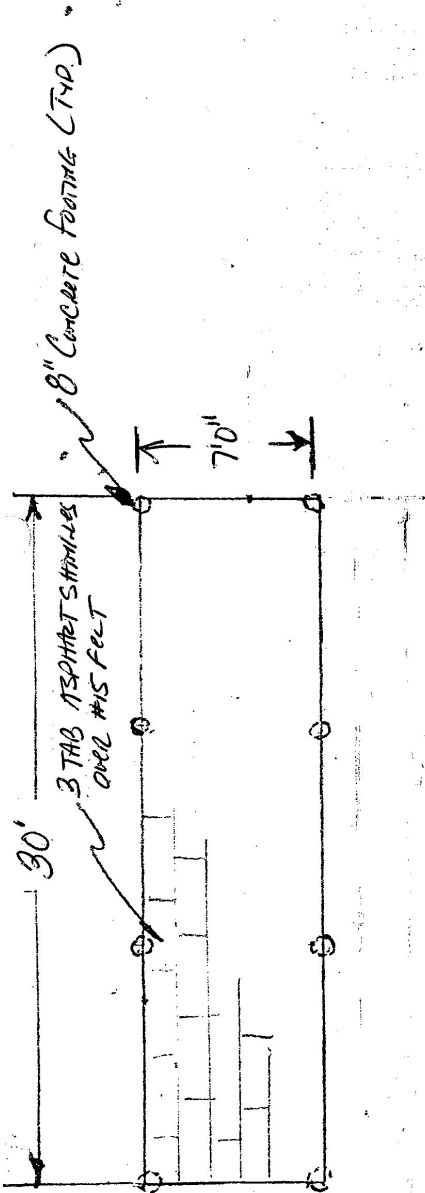 8" CONCRETE FOOTING (TYP.)
30'
3 TAB ASPHALT SHINGLES
OVER #15 FELT
7'0"